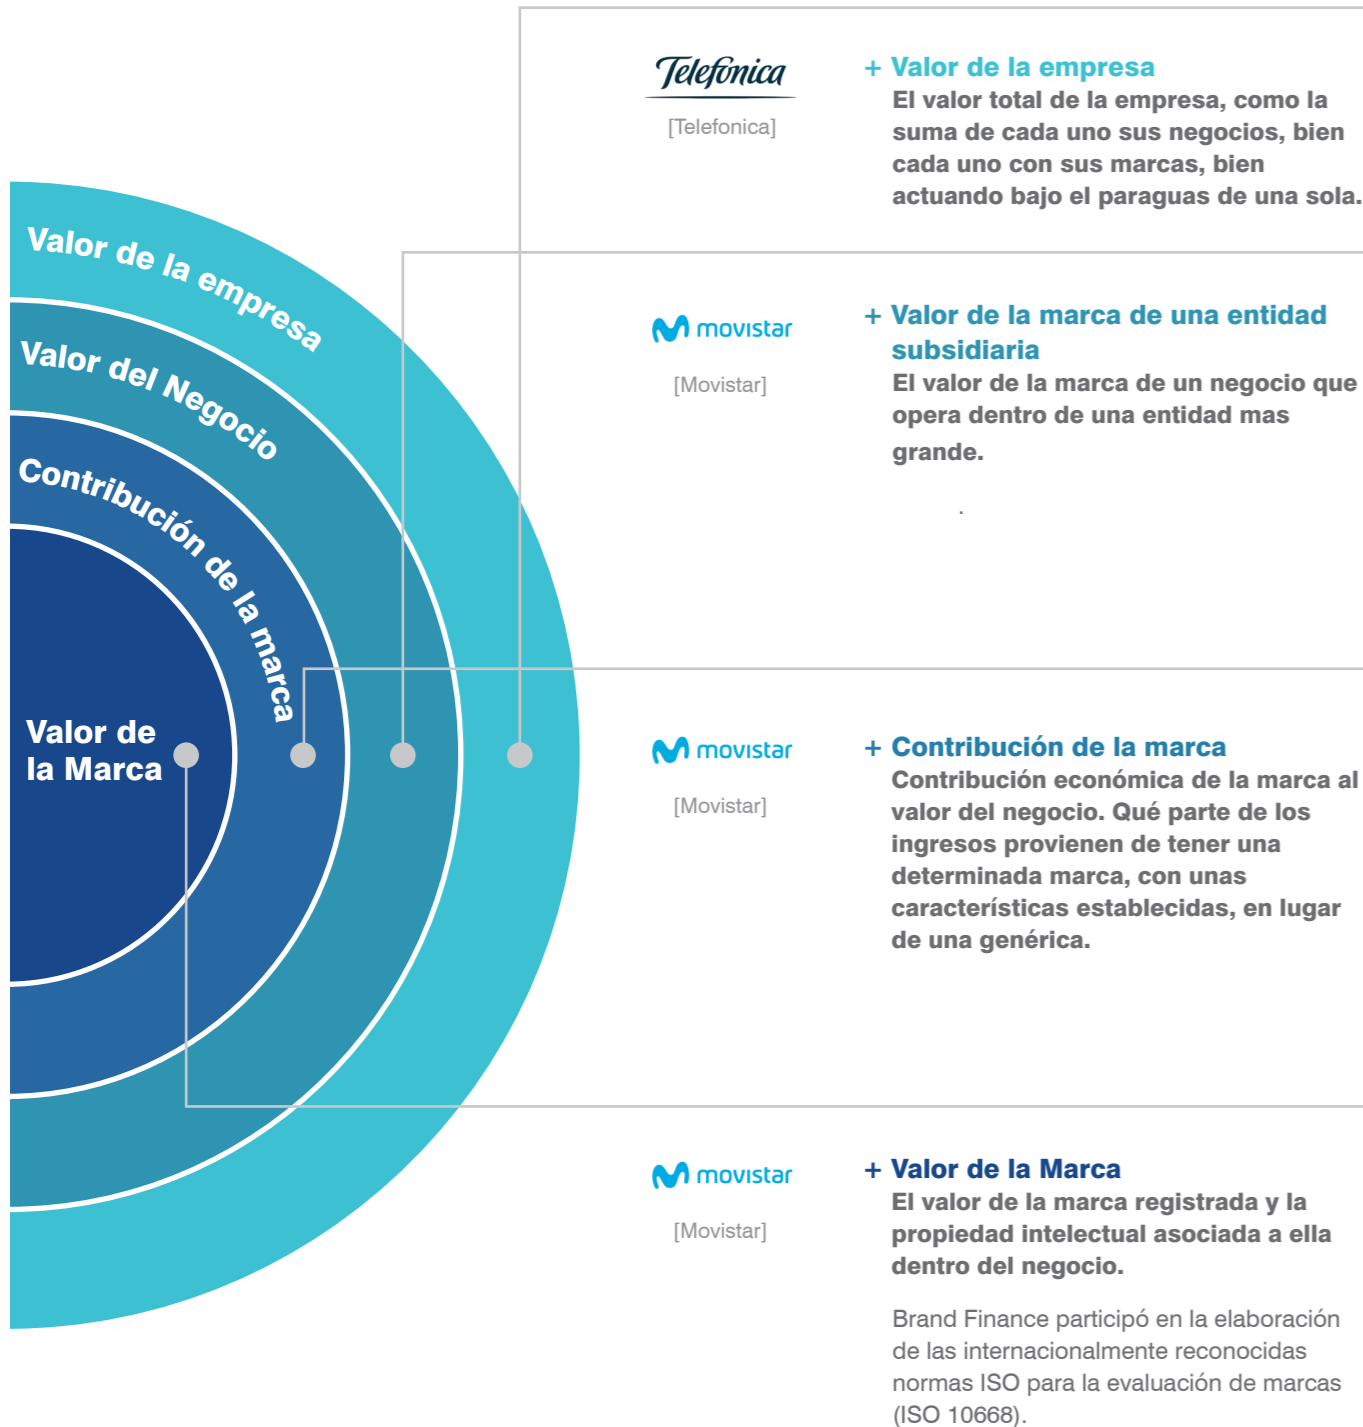 Telefónica
[Telefonica]
+ Valor de la empresa
El valor total de la empresa, como la
suma de cada uno sus negocios, bien
cada uno con sus marcas, bien
actuando bajo el paraguas de una sola.
Valor de la empresa
Valor del Negocio
Contribución de la marca
Valor de
la Marca
movistar
[Movistar]
+ Valor de la marca de una entidad
subsidiaria
El valor de la marca de un negocio que
opera dentro de una entidad mas
grande.
.
movistar
[Movistar]
+ Contribución de la marca
Contribución económica de la marca al
valor del negocio. Qué parte de los
ingresos provienen de tener una
determinada marca, con unas
características establecidas, en lugar
de una genérica.
movistar
[Movistar]
+ Valor de la Marca
El valor de la marca registrada y la
propiedad intelectual asociada a ella
dentro del negocio.
Brand Finance participó en la elaboración
de las internacionalmente reconocidas
normas ISO para la evaluación de marcas
(ISO 10668).